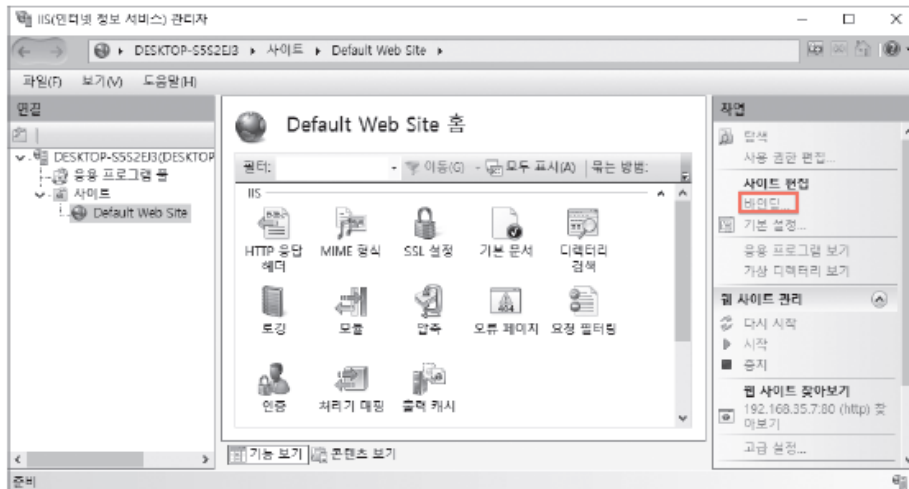 IIS(인터넷 정보 서비스) 관리자
DESKTOP-S5S2EJ3 ▸ 사이트 ▸ Default Web Site ▸
파일(F) 보기(V) 도움말(H)
연결
DESKTOP-S5S2EJ3(DESKTOP
응용 프로그램 풀
사이트
Default Web Site
Default Web Site 홈
필터: 이동(G) 모두 표시(A) 묶는 방법:
IIS
HTTP 응답 헤더
MIME 형식
SSL 설정
기본 문서
디렉터리 검색
로깅
모듈
압축
오류 페이지
요청 필터링
인증
처리기 매핑
출력 캐시
기능 보기 콘텐츠 보기
작업
탐색
사용 권한 편집...
사이트 편집
바인딩...
기본 설정...
응용 프로그램 보기
가상 디렉터리 보기
웹 사이트 관리
다시 시작
시작
중지
웹 사이트 찾아보기
192.168.35.7:80 (http) 찾
아보기
고급 설정...
준비